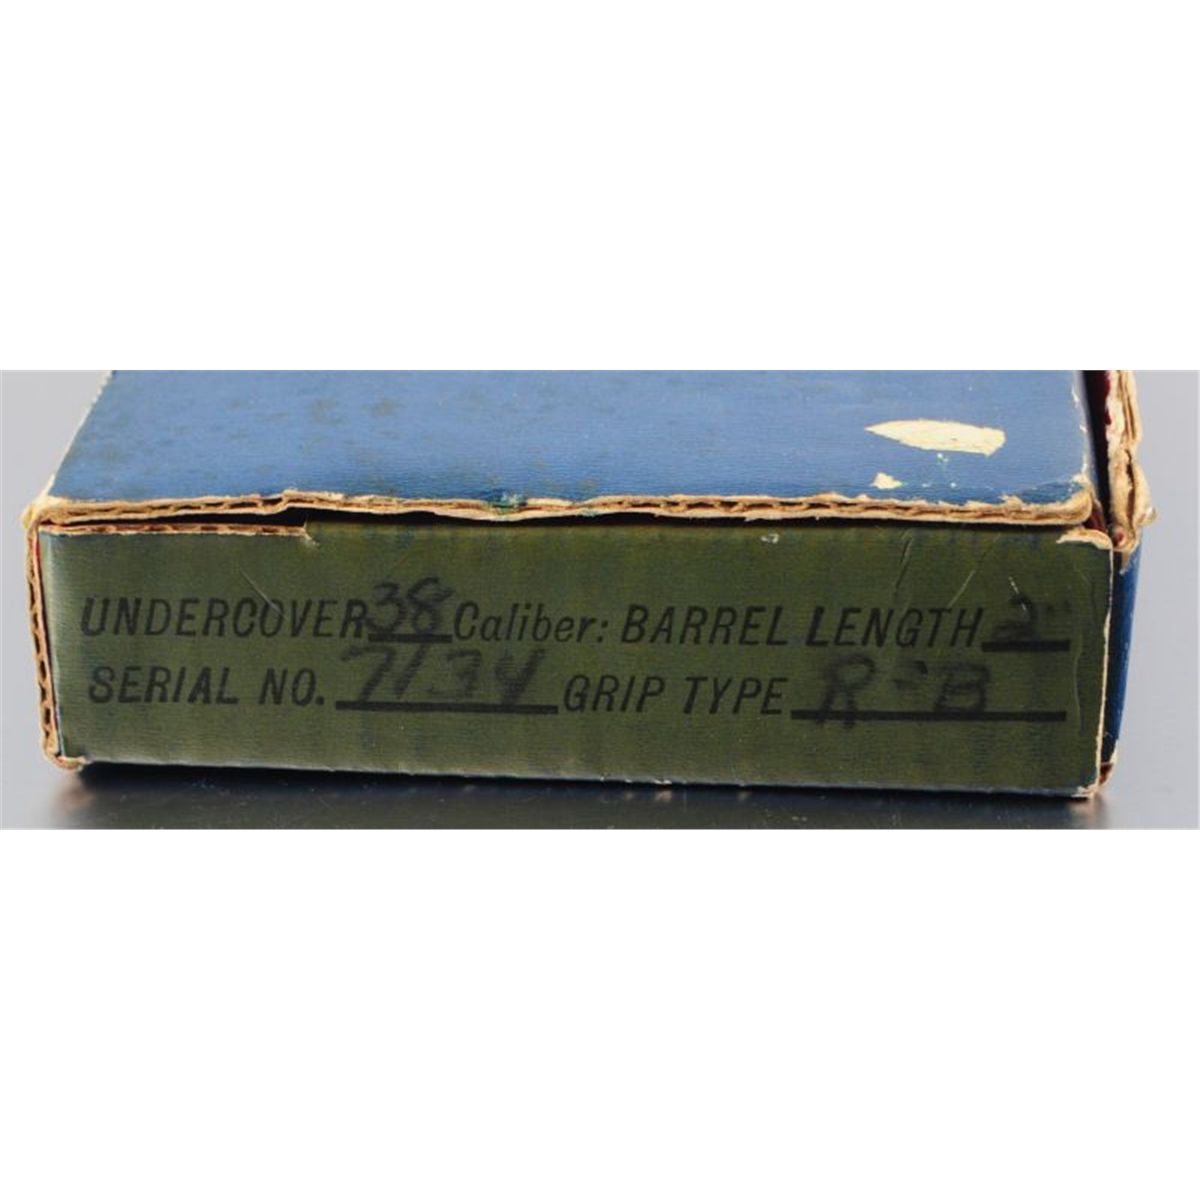 UNDERCOVER 38 Caliber: BARREL LENGTH 2"
SERIAL NO. 7134 GRIP TYPE R-B